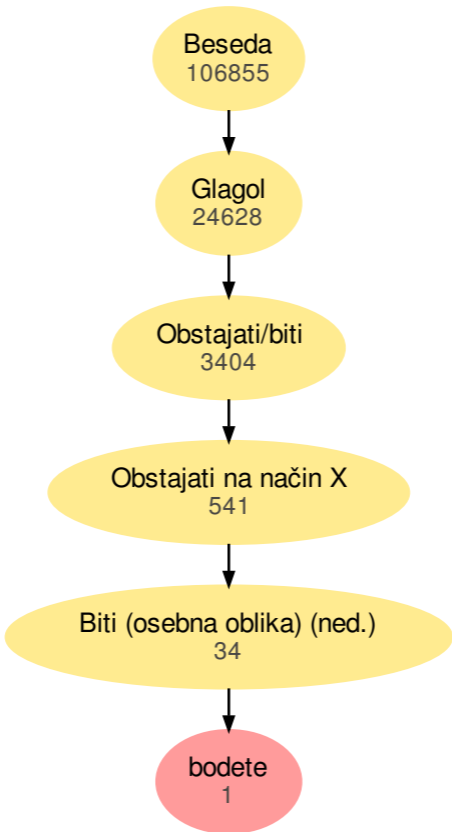 Beseda
106855
Glagol
24628
Obstajati/biti
3404
Obstajati na način X
541
Biti (osebna oblika) (ned.)
34
bodete
1